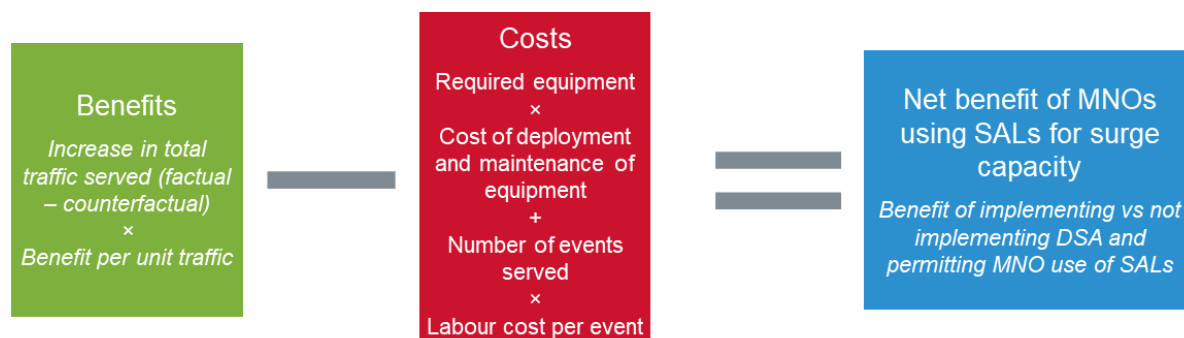 Benefits
Increase in total
traffic served (factual
– counterfactual)
×
Benefit per unit traffic
Costs
Required equipment
×
Cost of deployment
and maintenance of
equipment
+
Number of events
served
×
Labour cost per event
Net benefit of MNOs
using SALs for surge
capacity
Benefit of implementing vs not
implementing DSA and
permitting MNO use of SALs